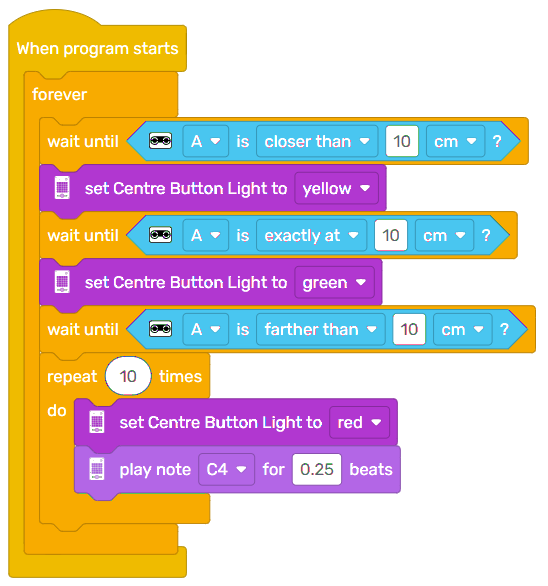 When program starts
forever
wait until A is closer than 10 cm ?
set Centre Button Light to yellow
wait until A is exactly at 10 cm ?
set Centre Button Light to green
wait until A is farther than 10 cm ?
repeat 10 times
do
set Centre Button Light to red
play note C4 for 0.25 beats